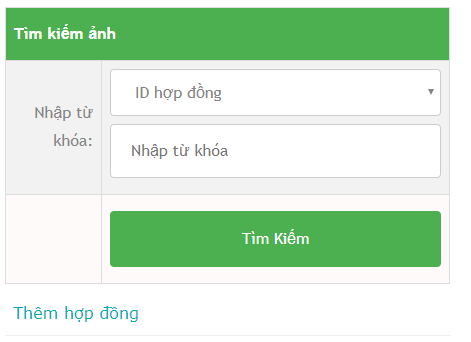 Tìm kiếm ảnh
Nhập từ
khóa:
ID hợp đồng
Nhập từ khóa
Tìm Kiếm
Thêm hợp đồng